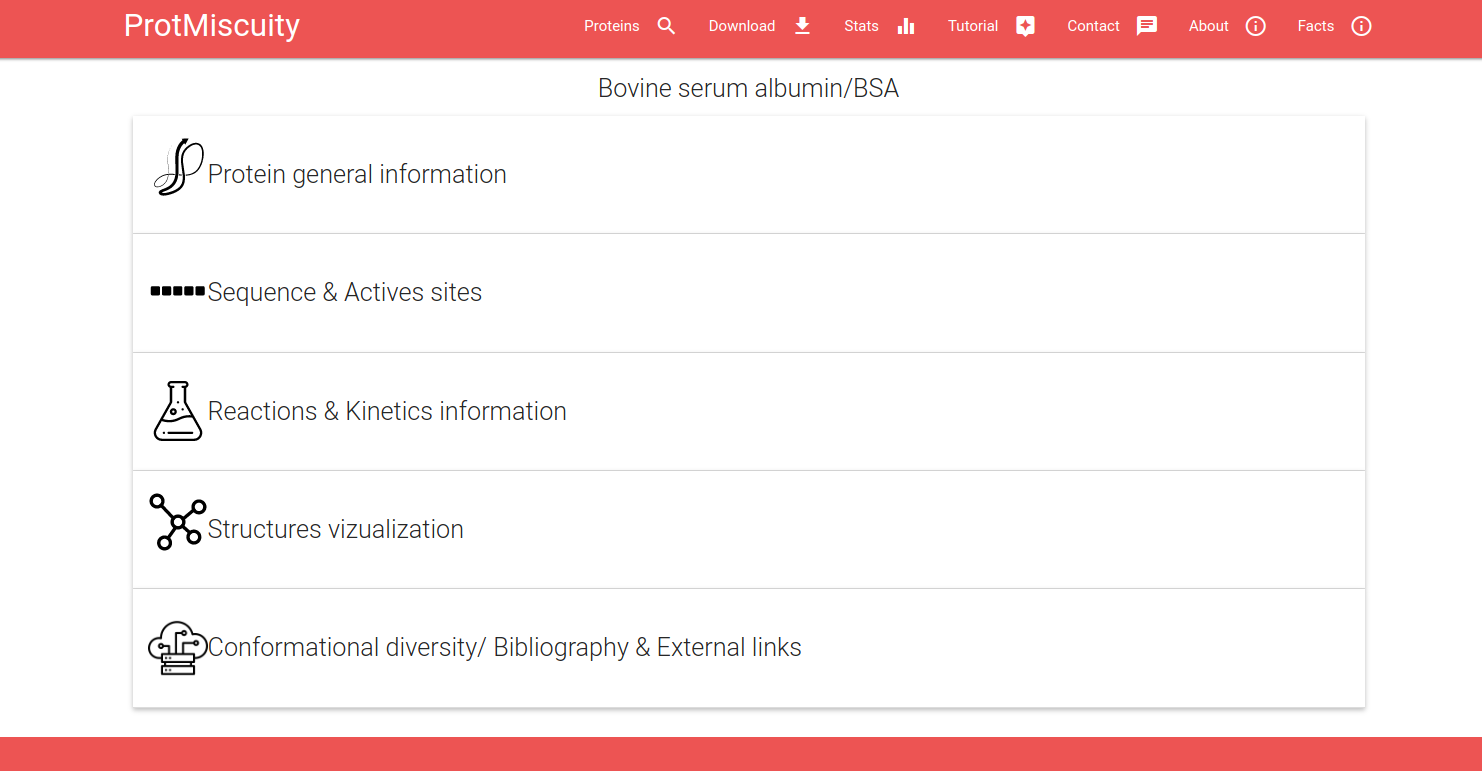 ProtMiscuity
Proteins Download Stats Tutorial Contact About Facts
Bovine serum albumin/BSA
Protein general information
Sequence & Actives sites
Reactions & Kinetics information
Structures vizualization
Conformational diversity/ Bibliography & External links